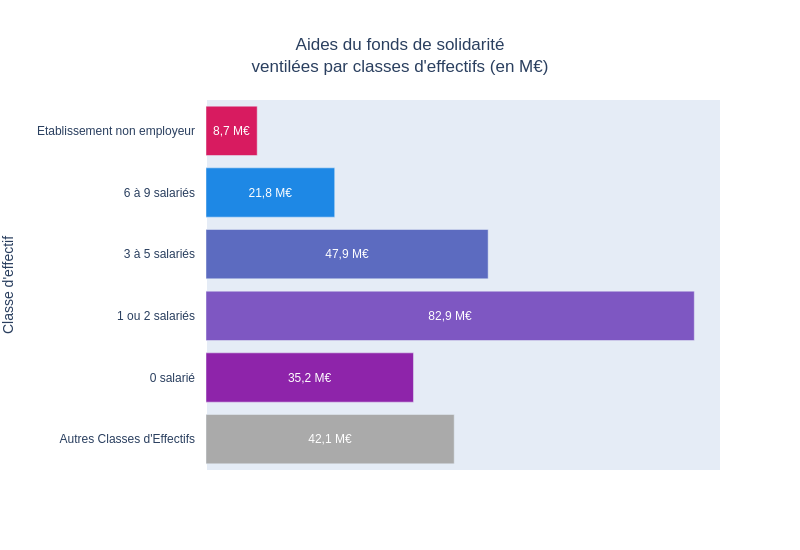 Aides du fonds de solidarité
ventilées par classes d'effectifs (en M€)
Classe d'effectif
Etablissement non employeur
8,7 M€
6 à 9 salariés
21,8 M€
3 à 5 salariés
47,9 M€
1 ou 2 salariés
82,9 M€
0 salarié
35,2 M€
Autres Classes d'Effectifs
42,1 M€